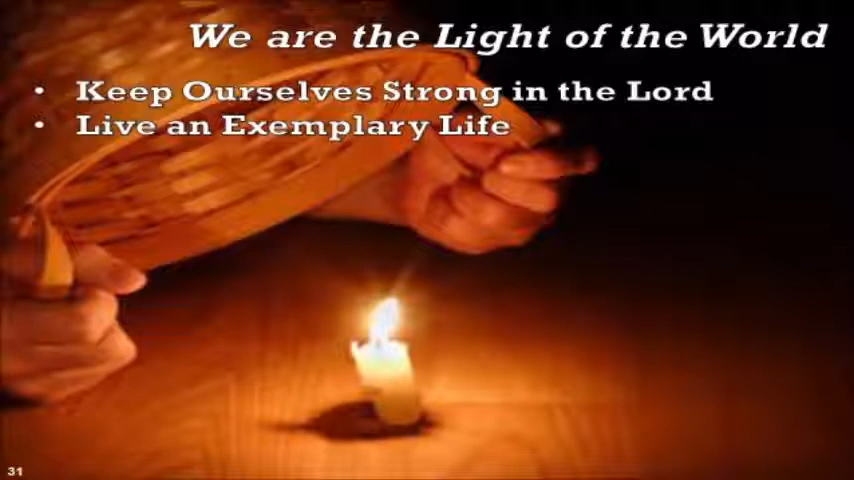 We are the Light of the World
• Keep Ourselves Strong in the Lord
• Live an Exemplary Life
31